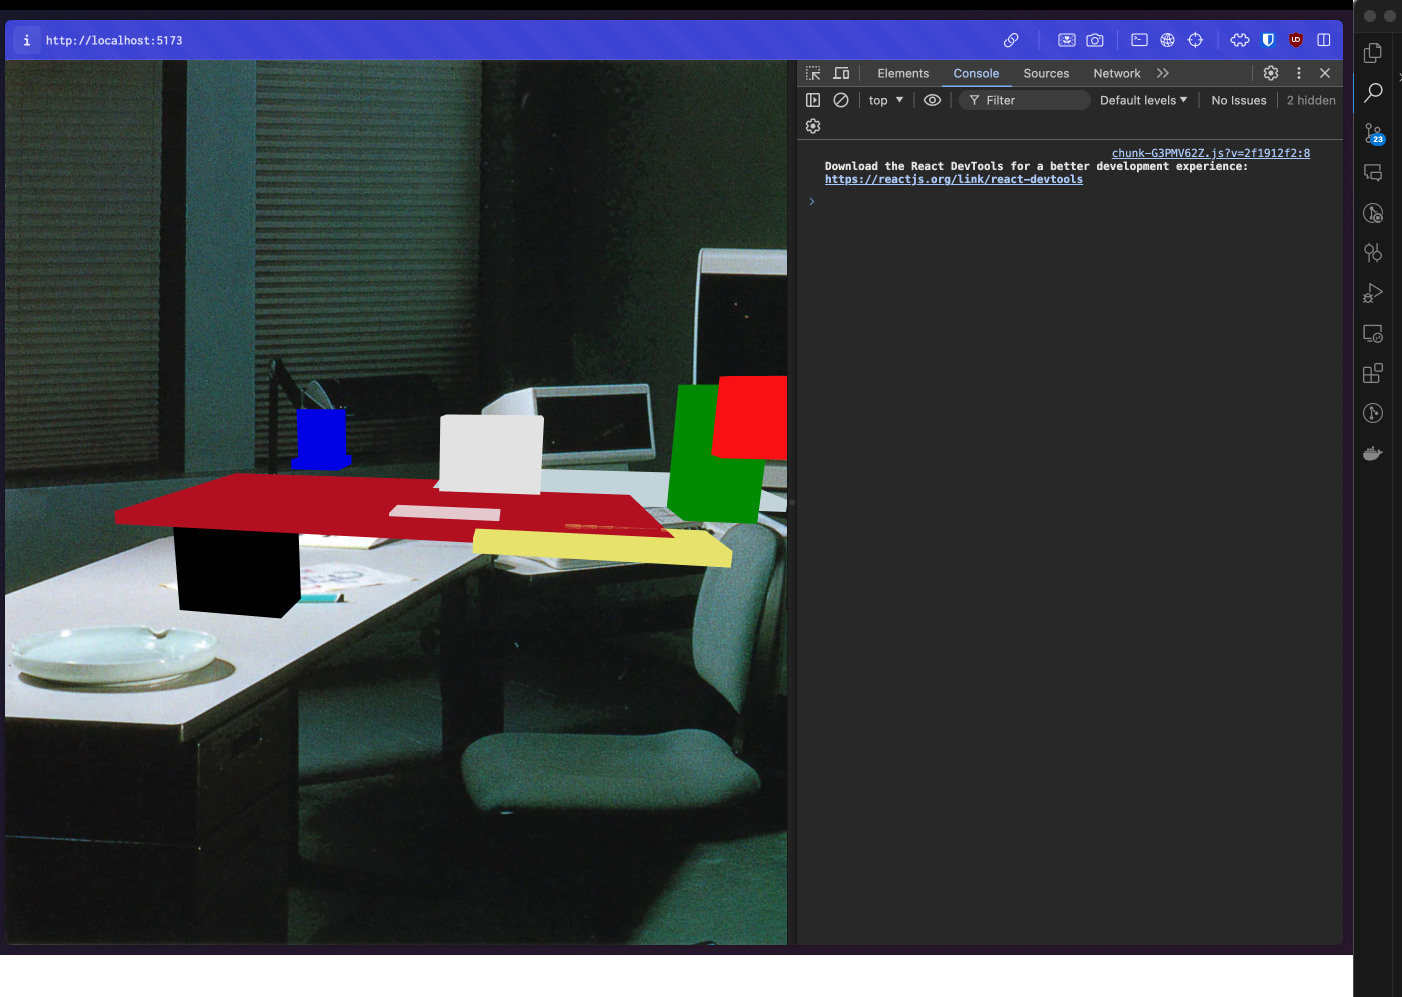 i
http://localhost:5173
>_
UD
Elements
Console
Sources
Network
top
Filter
Default levels
No Issues
2 hidden
chunk-G3PMV62Z.js?v=2f1912f2:8
Download the React DevTools for a better development experience:
https://reactjs.org/link/react-devtools
23